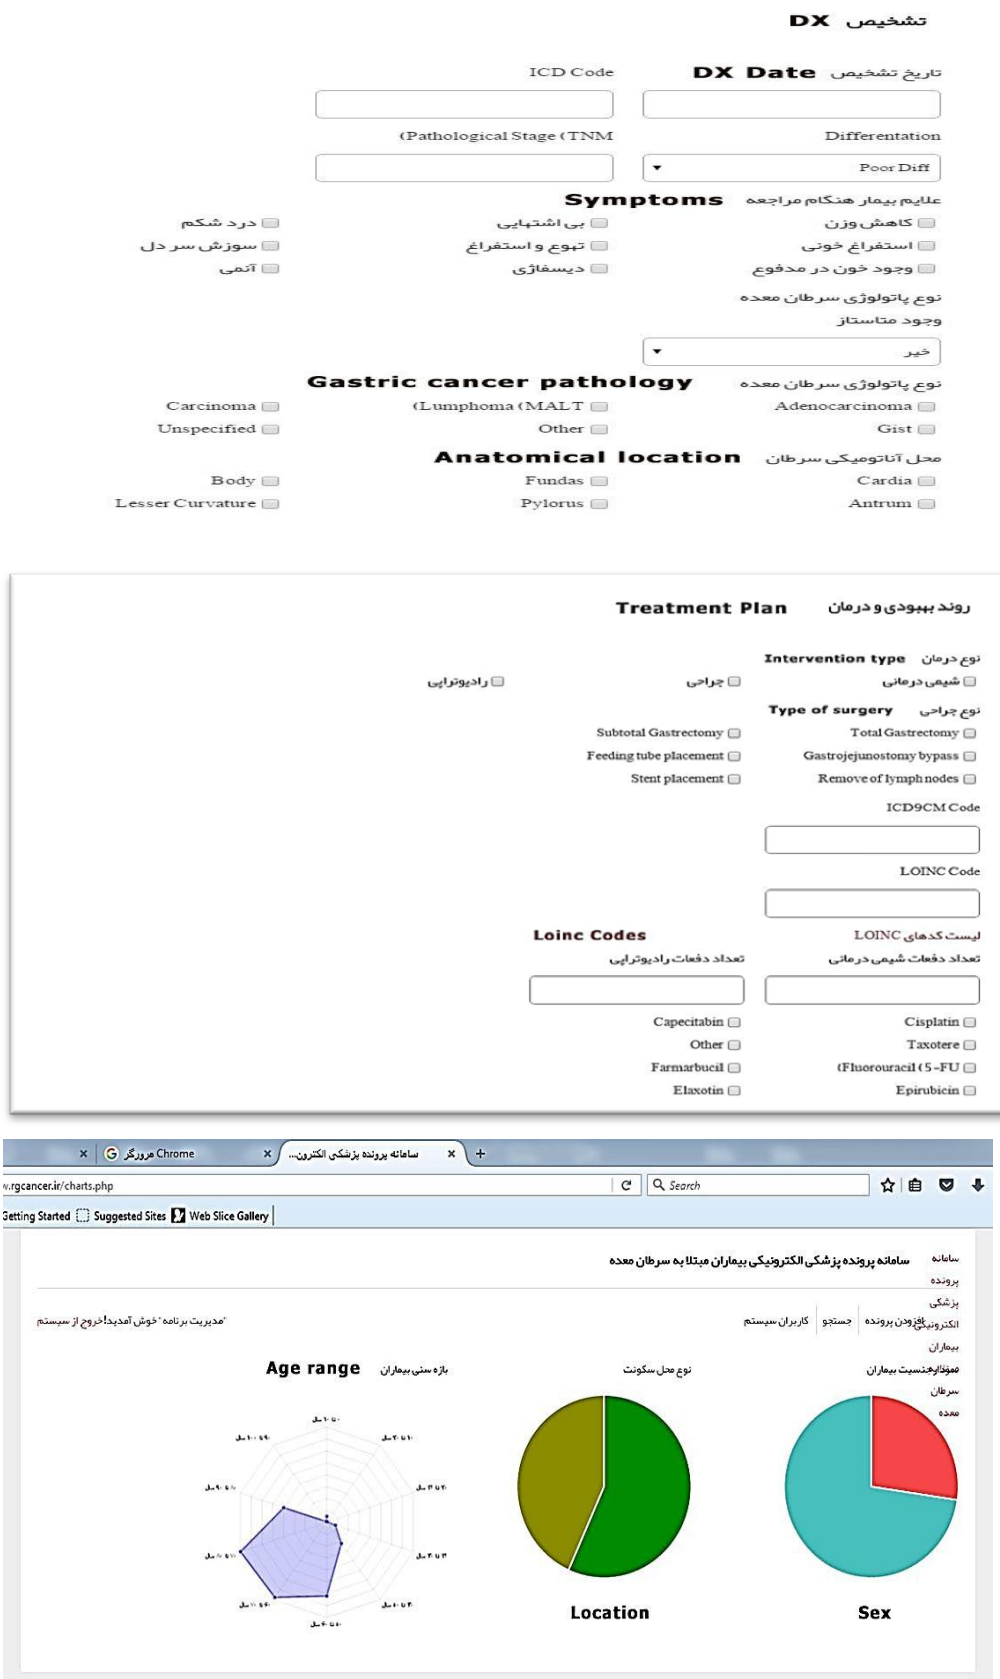 تشخیص DX
تاریخ تشخیص DX Date ICD Code
Differentation (Pathological Stage (TNM
Poor Diff
علایم بیمار هنگام مراجعه Symptoms
کاهش وزن بی اشتهایی درد شکم
استفراغ خونی تهوع و استفراغ سوزش سر دل
وجود خون در مدفوع دیسفاژی آنمی
نوع پاتولوژی سرطان معده
وجود متاستاز
خیر
نوع پاتولوژی سرطان معده Gastric cancer pathology
Adenocarcinoma (Lumphoma (MALT Carcinoma
Gist Other Unspecified
محل آناتومیکی سرطان Anatomical location
Cardia Fundas Body
Antrum Pylorus Lesser Curvature
روند بهبودی و درمان Treatment Plan
نوع درمان Intervention type
شیمی درمانی جراحی رادیوتراپی
نوع جراحی Type of surgery
Total Gastrectomy Subtotal Gastrectomy
Gastrojejunostomy bypass Feeding tube placement
Remove of lymph nodes Stent placement
ICD9CM Code
LOINC Code
لیست کدهای LOINC Loinc Codes
تعداد دفعات شیمی درمانی تعداد دفعات رادیوتراپی
Cisplatin Capecitabin
Taxotere Other
(Fluorouracil (5-FU Farmarbucil
Epirubicin Elaxotin
مرورگر Chrome سامانه پرونده پزشکی الکترون...
w.rgcancer.ir/charts.php Search
Getting Started Suggested Sites Web Slice Gallery
سامانه پرونده پزشکی الکترونیکی بیماران مبتلا به سرطان معده
سامانه
پرونده
پزشکی
الکترونیکی
بیماران
سرطان
معده
افزودن پرونده جستجو کاربران سیستم
"مدیریت برنامه" خوش آمدید!خروج از سیستم
جنسیت بیماران نوع محل سکونت بازه سنی بیماران Age range
Sex Location